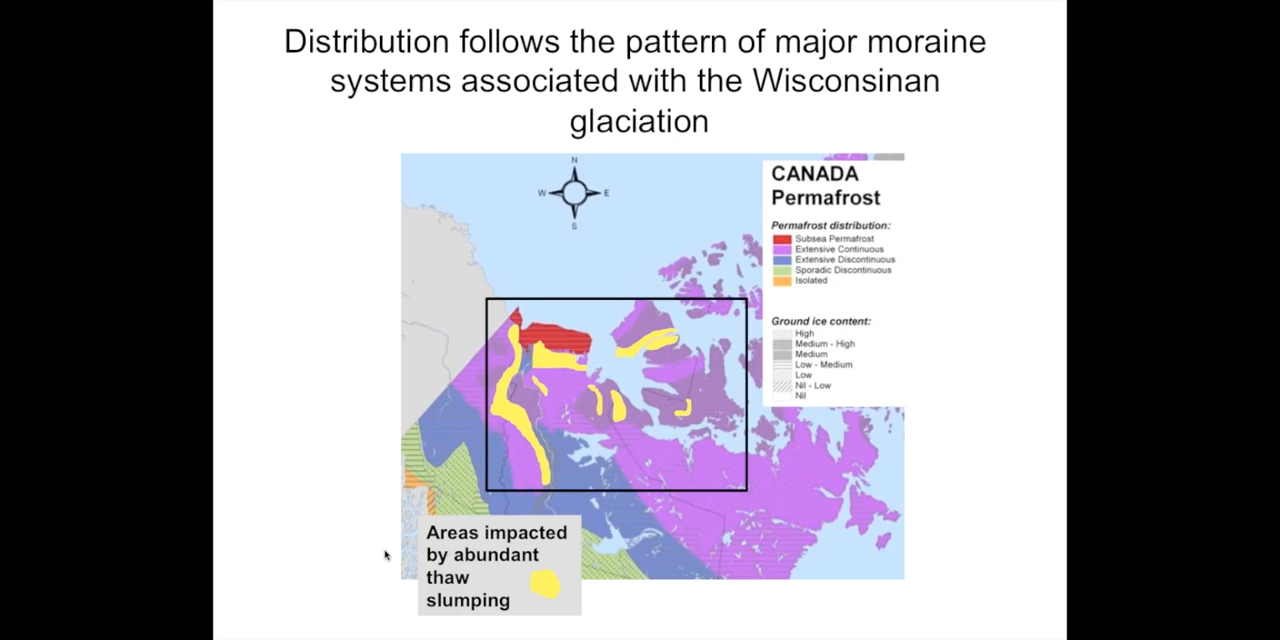 Distribution follows the pattern of major moraine
systems associated with the Wisconsinan
glaciation
N
W
E
S
CANADA
Permafrost
Permafrost distribution:
Subsea Permafrost
Extensive Continuous
Extensive Discontinuous
Sporadic Discontinuous
Isolated
Ground ice content:
High
Medium - High
Medium
Low - Medium
Low
Nil - Low
Nil
Areas impacted
by abundant
thaw
slumping